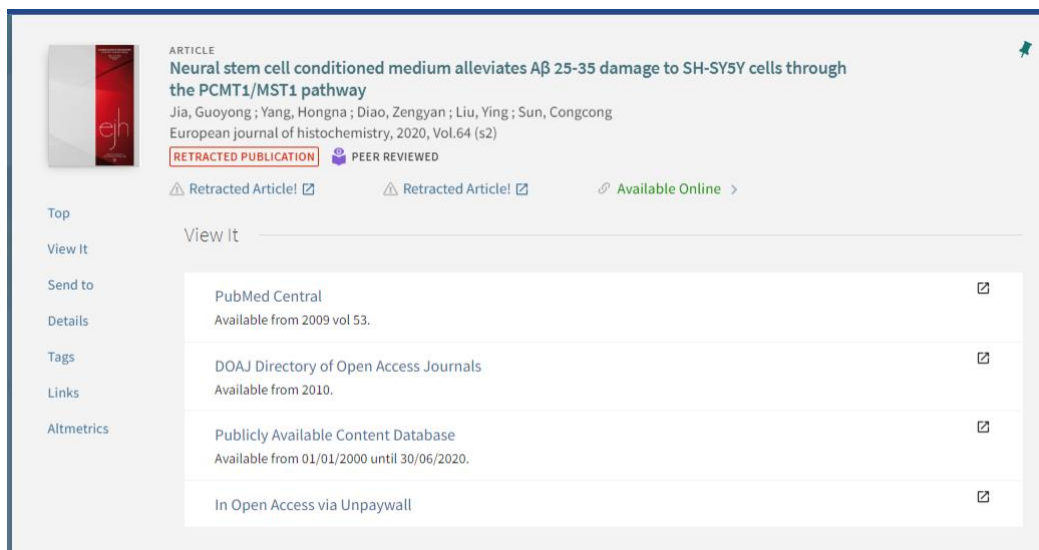 ejh
ARTICLE
Neural stem cell conditioned medium alleviates Aβ 25-35 damage to SH-SY5Y cells through
the PCMT1/MST1 pathway
Jia, Guoyong ; Yang, Hongna ; Diao, Zengyan ; Liu, Ying ; Sun, Congcong
European journal of histochemistry, 2020, Vol.64 (s2)
RETRACTED PUBLICATION PEER REVIEWED
Retracted Article! Retracted Article! Available Online
Top
View It
Send to
Details
Tags
Links
Altmetrics
View It
PubMed Central
Available from 2009 vol 53.
DOAJ Directory of Open Access Journals
Available from 2010.
Publicly Available Content Database
Available from 01/01/2000 until 30/06/2020.
In Open Access via Unpaywall